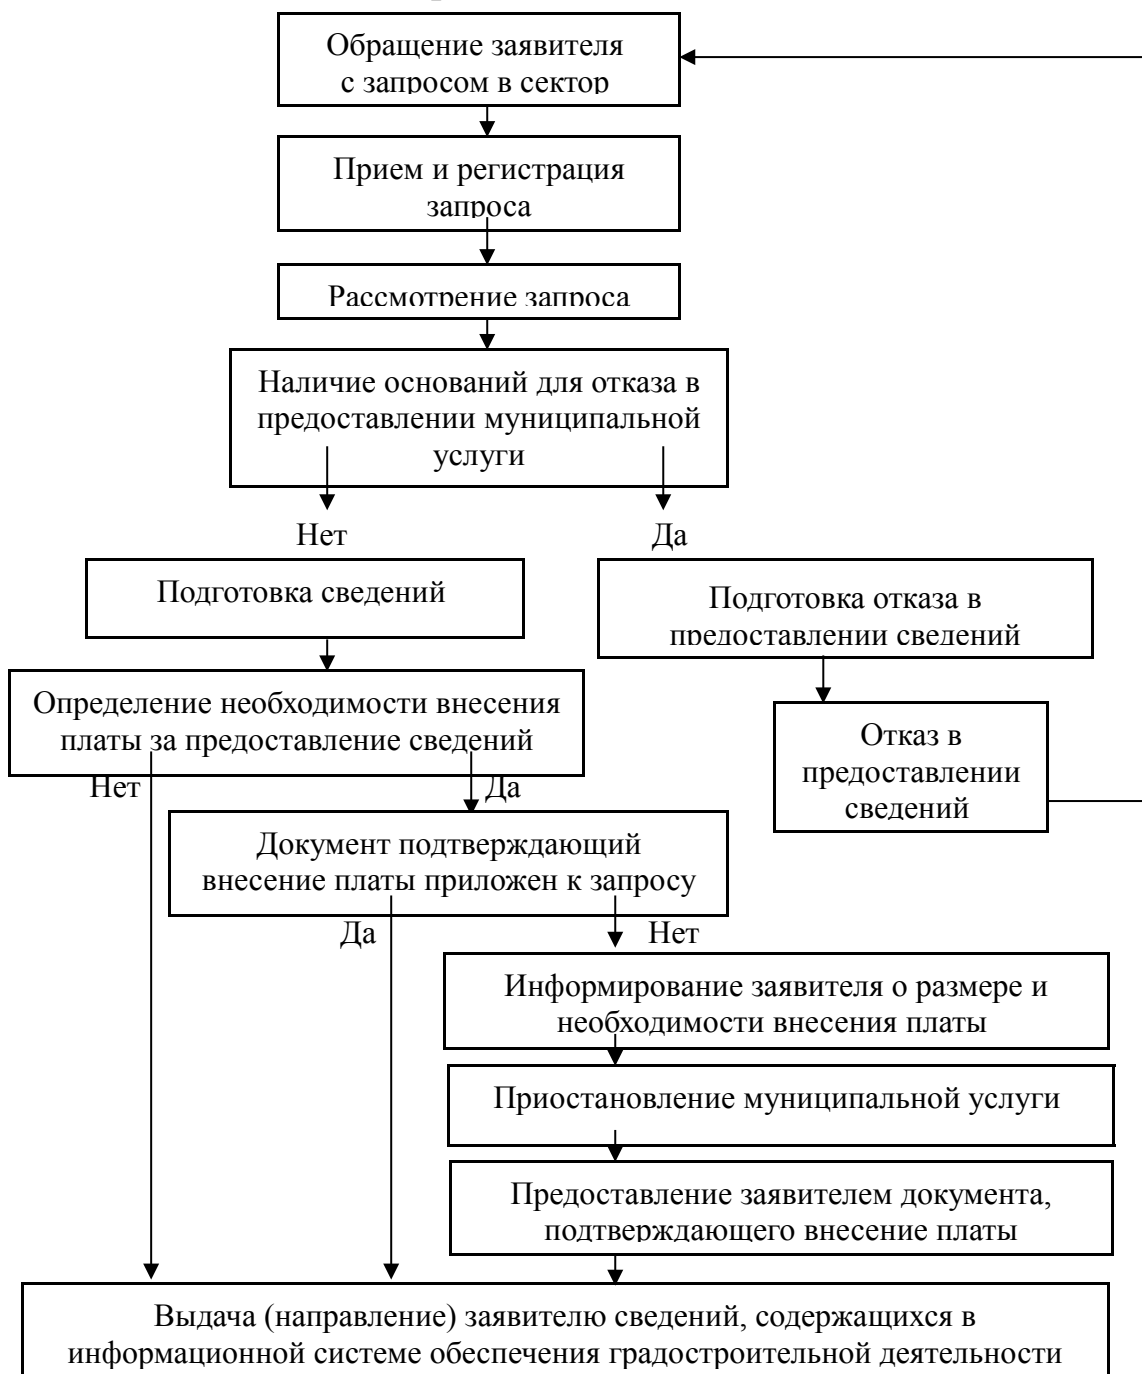 Обращение заявителя
с запросом в сектор
Прием и регистрация
запроса
Рассмотрение запроса
Наличие оснований для отказа в
предоставлении муниципальной
услуги
Нет
Да
Подготовка сведений
Подготовка отказа в
предоставлении сведений
Определение необходимости внесения
платы за предоставление сведений
Отказ в
предоставлении
сведений
Нет
Да
Документ подтверждающий
внесение платы приложен к запросу
Да
Нет
Информирование заявителя о размере и
необходимости внесения платы
Приостановление муниципальной услуги
Предоставление заявителем документа,
подтверждающего внесение платы
Выдача (направление) заявителю сведений, содержащихся в
информационной системе обеспечения градостроительной деятельности